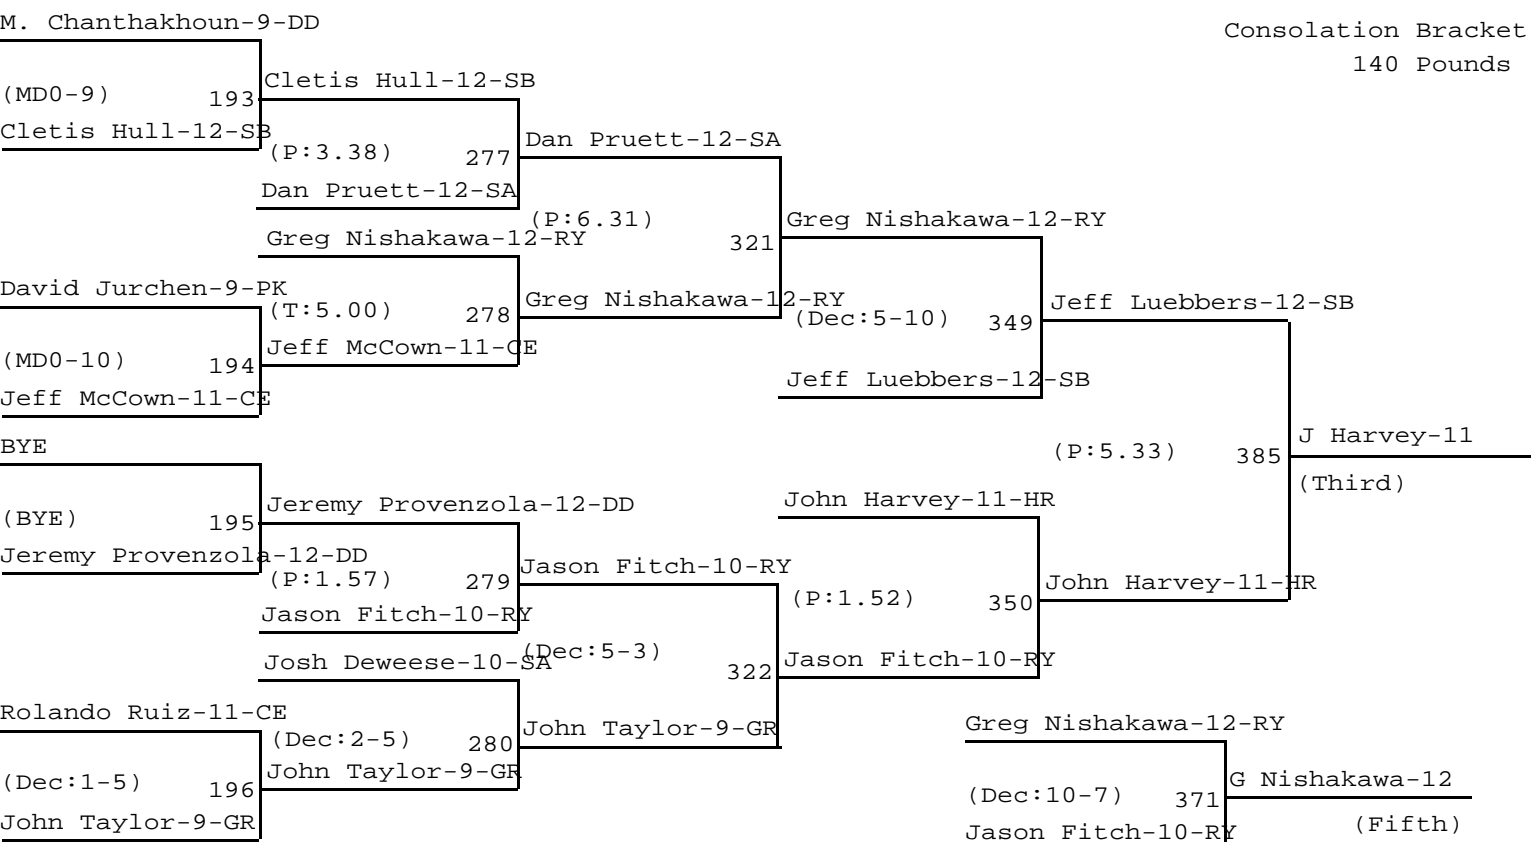 M. Chanthakhoun-9-DD
Consolation Bracket
140 Pounds
Cletis Hull-12-SB
(MD0-9) 193
Cletis Hull-12-SB
Dan Pruett-12-SA
(P:3.38) 277
Dan Pruett-12-SA
(P:6.31) 321
Greg Nishakawa-12-RY
Greg Nishakawa-12-RY
David Jurchen-9-PK
Greg Nishakawa-12-RY
(T:5.00) 278
Jeff Luebbers-12-SB
(Dec:5-10) 349
Jeff McCown-11-CE
(MD0-10) 194
Jeff Luebbers-12-SB
Jeff McCown-11-CE
BYE
J Harvey-11
(P:5.33) 385
(Third)
Jeremy Provenzola-12-DD
John Harvey-11-HR
(BYE) 195
Jeremy Provenzola-12-DD
Jason Fitch-10-RY
(P:1.57) 279
John Harvey-11-HR
(P:1.52) 350
Jason Fitch-10-RY
(Dec:5-3) 322
Josh Deweese-10-SA
Jason Fitch-10-RY
Rolando Ruiz-11-CE
John Taylor-9-GR
Greg Nishakawa-12-RY
(Dec:2-5) 280
John Taylor-9-GR
G Nishakawa-12
(Dec:1-5) 196
(Dec:10-7) 371
John Taylor-9-GR
(Fifth)
Jason Fitch-10-RY